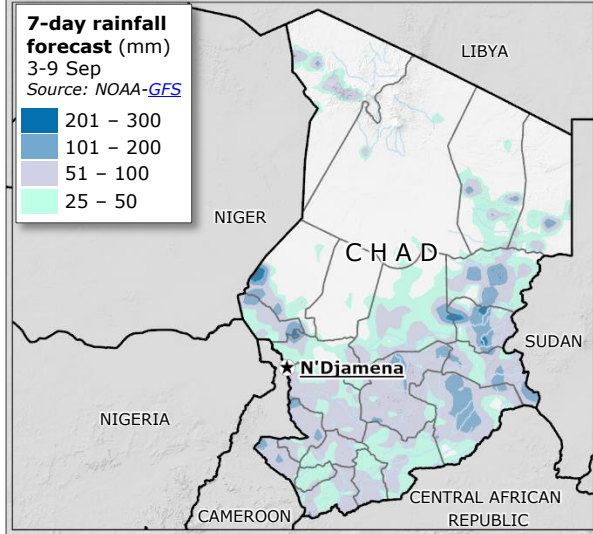 7-day rainfall
forecast (mm)
3-9 Sep
Source: NOAA-GFS
201 – 300
101 – 200
51 – 100
25 – 50
LIBYA
NIGER
CHAD
SUDAN
N'Djamena
NIGERIA
CAMEROON
CENTRAL AFRICAN
REPUBLIC